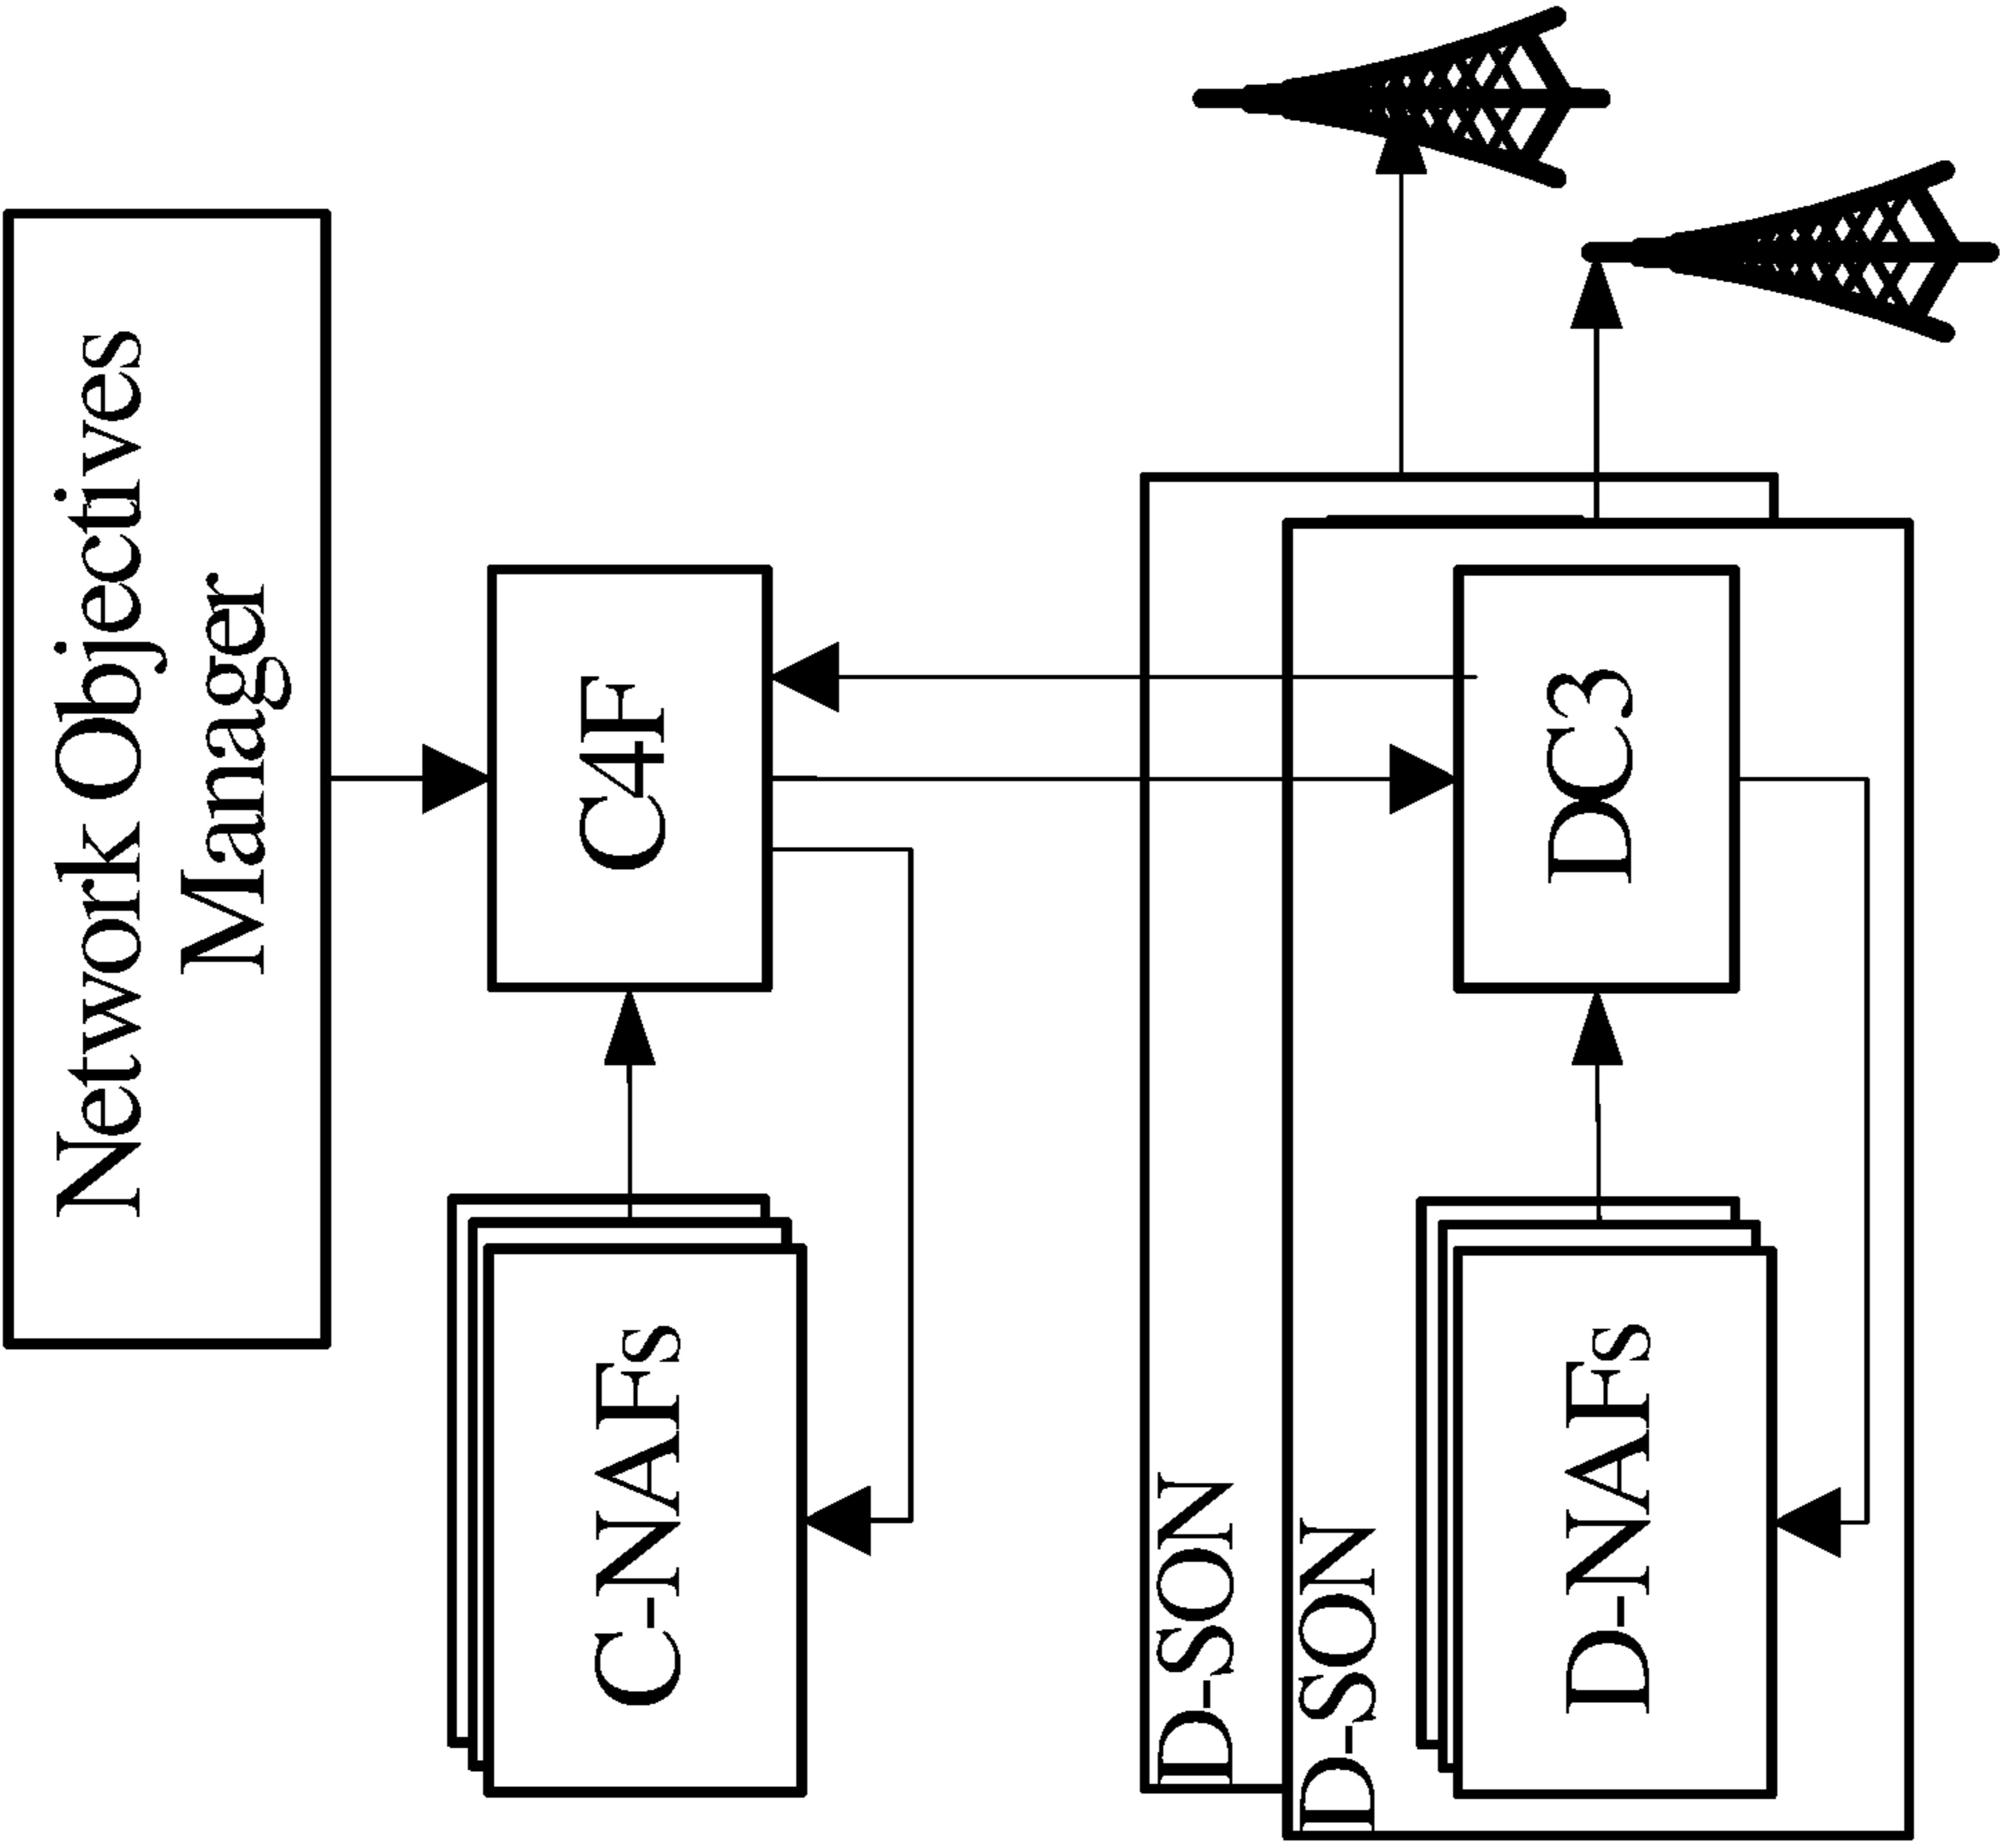 Network Objectives
Manager
C-NAFs
C4F
D-SON
D-SON
D-NAFs
DC3